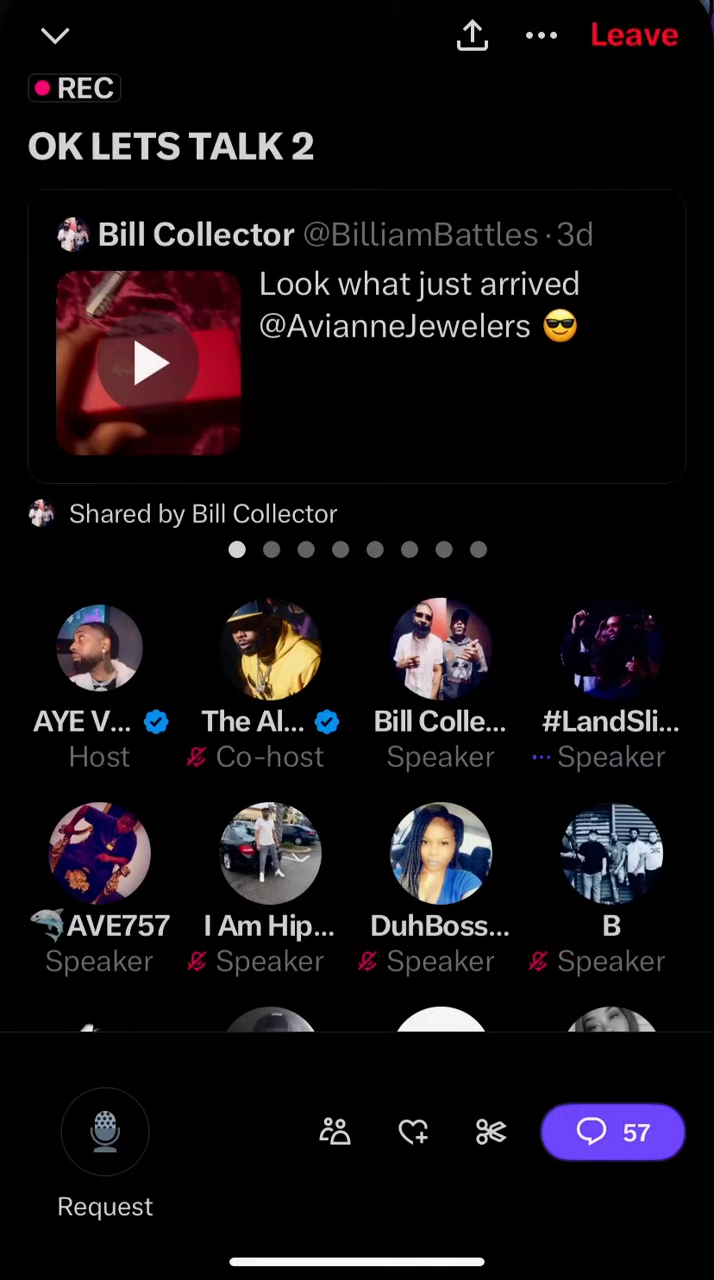 Leave
REC
OK LETS TALK 2
Bill Collector @BilliamBattles · 3d
Look what just arrived
@AvianneJewelers 😎
Shared by Bill Collector
AYE V... The Al... Bill Colle... #LandSli...
Host Co-host Speaker Speaker
🦈AVE757 I Am Hip... DuhBoss... B
Speaker Speaker Speaker Speaker
57
Request